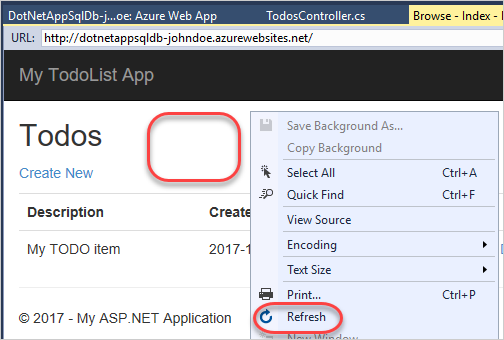 DotNetAppSqlDb-j...oe: Azure Web App TodosController.cs Browse - Index -
URL: http://dotnetappsqldb-johndoe.azurewebsites.net/
My TodoList App
Todos
Create New
Description Create
My TODO item 2017-1
© 2017 - My ASP.NET Application
Save Background As...
Copy Background
Select All Ctrl+A
Quick Find Ctrl+F
View Source
Encoding
Text Size
Print... Ctrl+P
Refresh
New Window